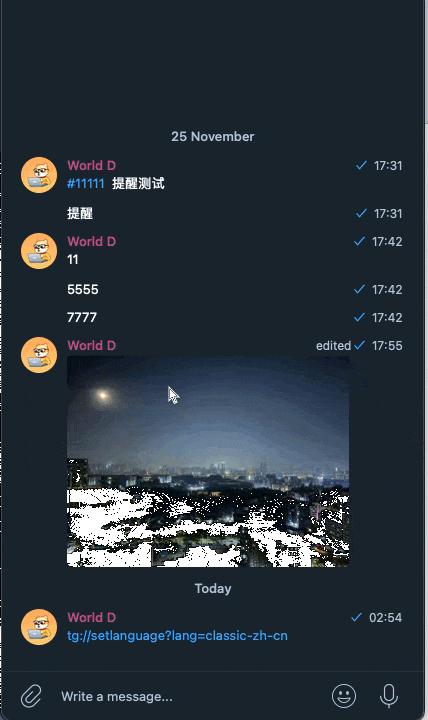 25 November
World D 17:31
#11111 提醒测试
提醒 17:31
World D 17:42
11
5555 17:42
7777 17:42
World D edited 17:55
Today
World D 02:54
tg://setlanguage?lang=classic-zh-cn
Write a message...